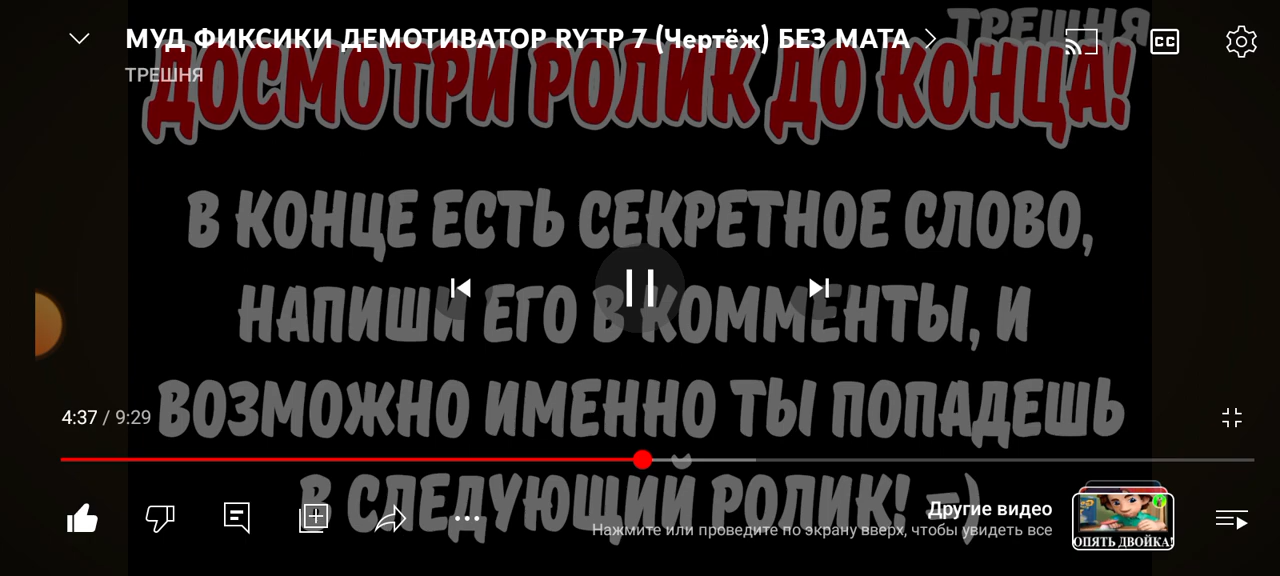 ТРЕШНЯ
МУД ФИКСИКИ ДЕМОТИВАТОР RYTP 7 (Чертёж) БЕЗ МАТА
ТРЕШНЯ
CC
ДОСМОТРИ РОЛИК ДО КОНЦА!
В КОНЦЕ ЕСТЬ СЕКРЕТНОЕ СЛОВО,
НАПИШИ ЕГО В КОММЕНТЫ, И
ВОЗМОЖНО ИМЕННО ТЫ ПОПАДЕШЬ
4:37 / 9:29
В СЛЕДУЮЩИЙ РОЛИК! =)
Другие видео
Нажмите или проведите по экрану вверх, чтобы увидеть все
ОПЯТЬ ДВОЙКА!